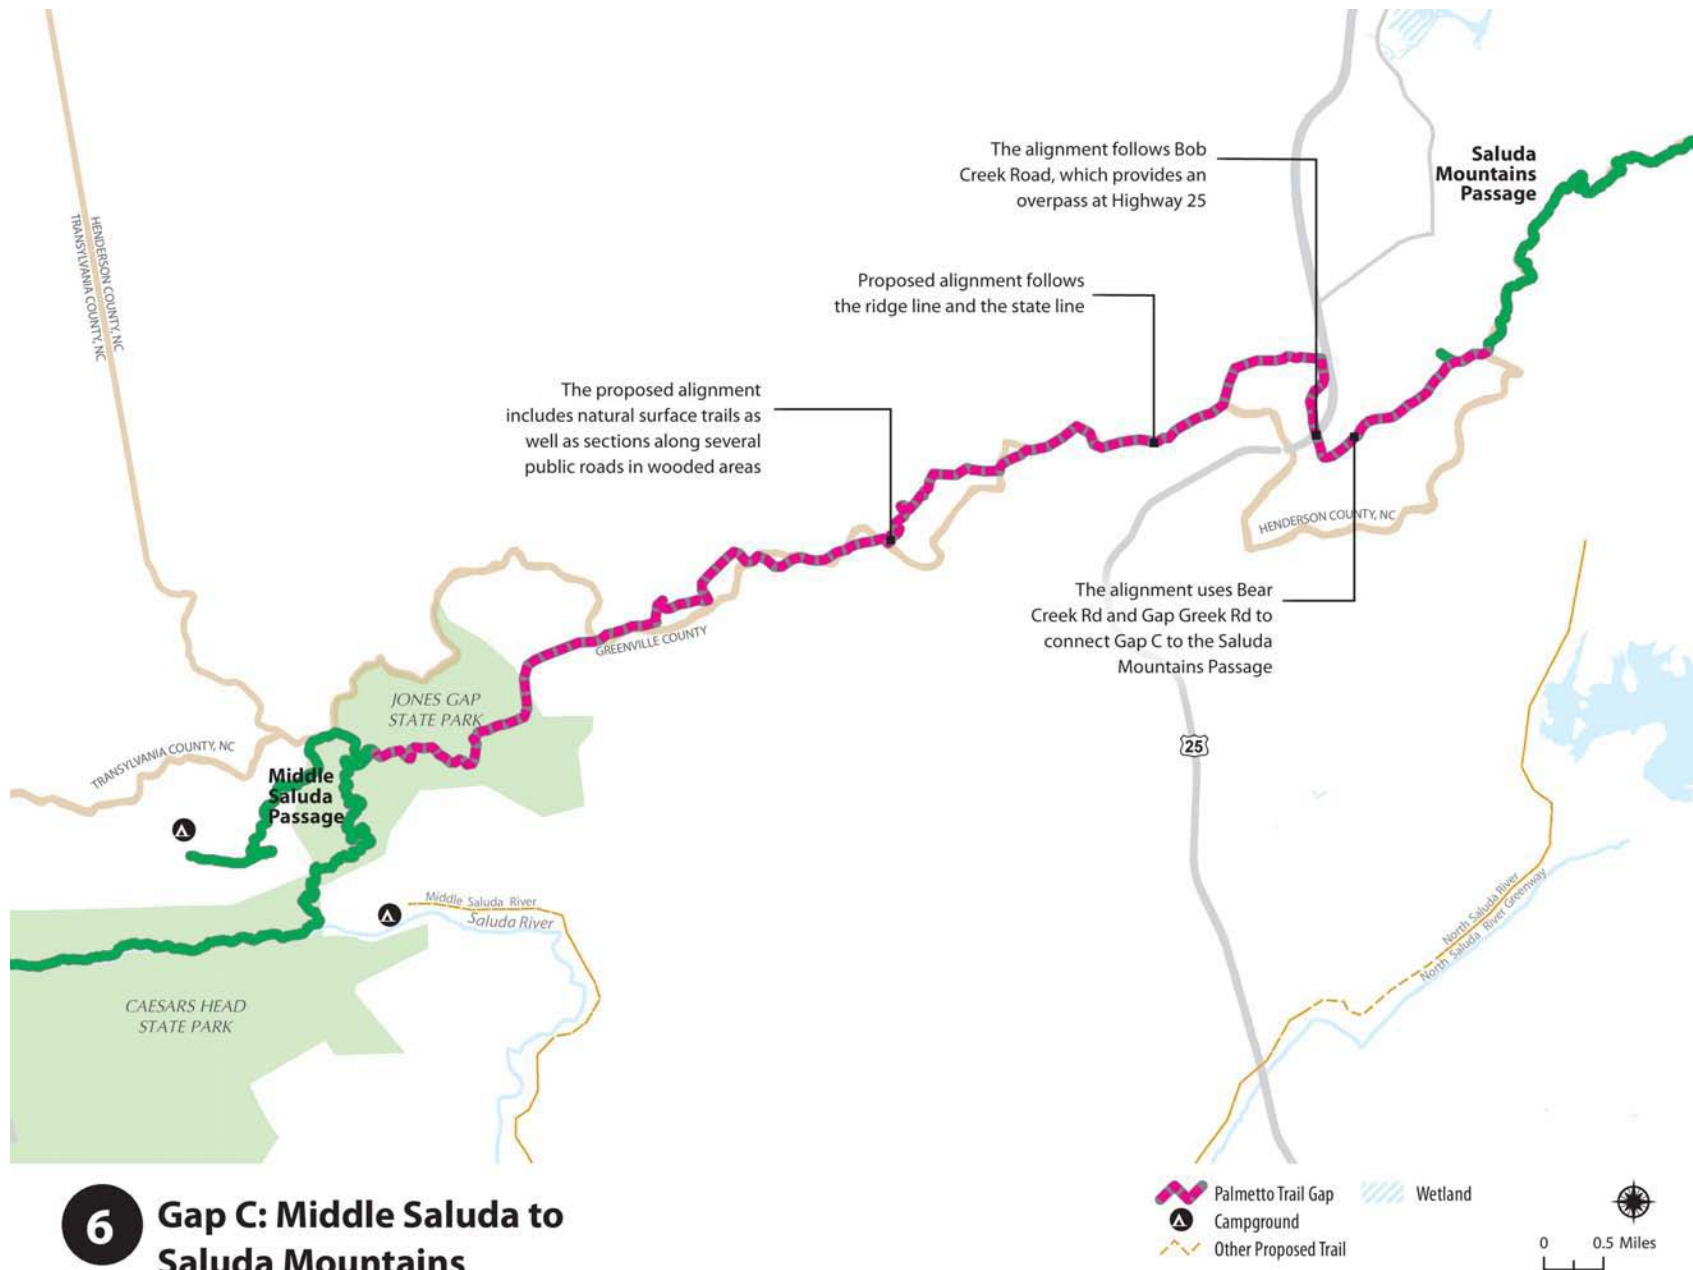 The alignment follows Bob
Creek Road, which provides an
overpass at Highway 25
Saluda
Mountains
Passage
HENDERSON COUNTY, NC
TRANSYLVANIA COUNTY, NC
Proposed alignment follows
the ridge line and the state line
The proposed alignment
includes natural surface trails as
well as sections along several
public roads in wooded areas
HENDERSON COUNTY, NC
The alignment uses Bear
Creek Rd and Gap Greek Rd to
connect Gap C to the Saluda
Mountains Passage
GREENVILLE COUNTY
JONES GAP
STATE PARK
TRANSYLVANIA COUNTY, NC
25
Middle
Saluda
Passage
Middle Saluda River
Saluda River
North Saluda River
North Saluda River Greenway
CAESARS HEAD
STATE PARK
6
Gap C: Middle Saluda to
Saluda Mountains
Palmetto Trail Gap
Wetland
Campground
Other Proposed Trail
0 0.5 Miles